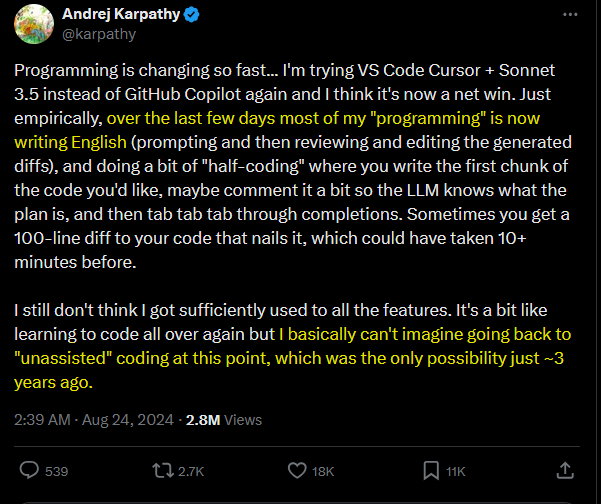 Andrej Karpathy
@karpathy
Programming is changing so fast... I'm trying VS Code Cursor + Sonnet
3.5 instead of GitHub Copilot again and I think it's now a net win. Just
empirically, over the last few days most of my "programming" is now
writing English (prompting and then reviewing and editing the generated
diffs), and doing a bit of "half-coding" where you write the first chunk of
the code you'd like, maybe comment it a bit so the LLM knows what the
plan is, and then tab tab tab through completions. Sometimes you get a
100-line diff to your code that nails it, which could have taken 10+
minutes before.
I still don't think I got sufficiently used to all the features. It's a bit like
learning to code all over again but I basically can't imagine going back to
"unassisted" coding at this point, which was the only possibility just ~3
years ago.
2:39 AM · Aug 24, 2024 · 2.8M Views
539 2.7K 18K 11K